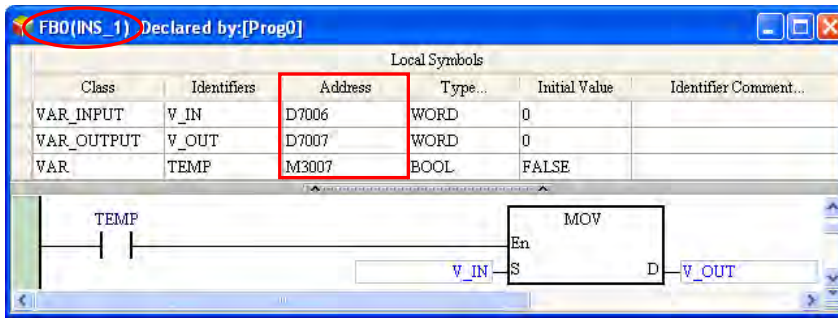 FB0(INS_1) Declared by:[Prog0]
Local Symbols
Class Identifiers Address Type... Initial Value Identifier Comment...
VAR_INPUT V_IN D7006 WORD 0
VAR_OUTPUT V_OUT D7007 WORD 0
VAR TEMP M3007 BOOL FALSE
TEMP MOV
En
V_IN S D V_OUT